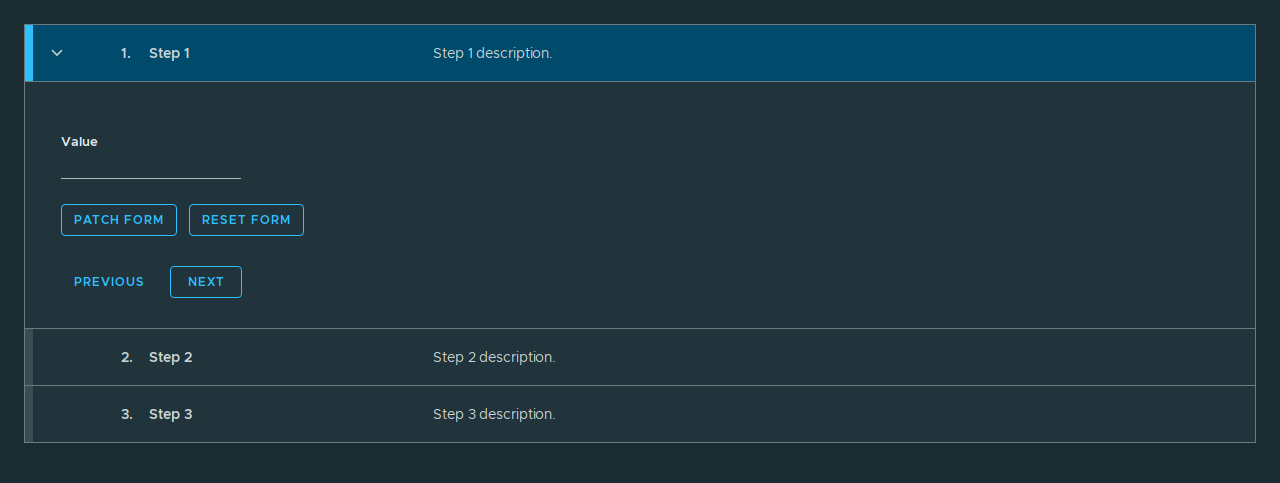 1. Step 1 Step 1 description.
Value
PATCH FORM RESET FORM
PREVIOUS NEXT
2. Step 2 Step 2 description.
3. Step 3 Step 3 description.